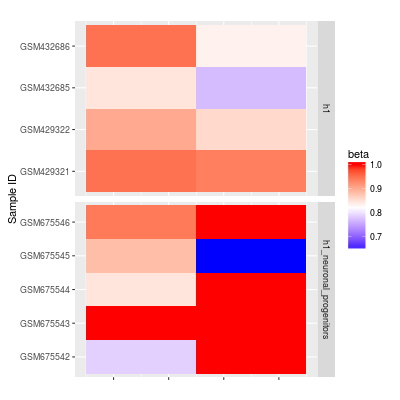 GSM432686
GSM432685
GSM429322
GSM429321
h1
GSM675546
GSM675545
GSM675544
GSM675543
GSM675542
h1_neuronal_progenitors
Sample ID
beta
1.0
0.9
0.8
0.7